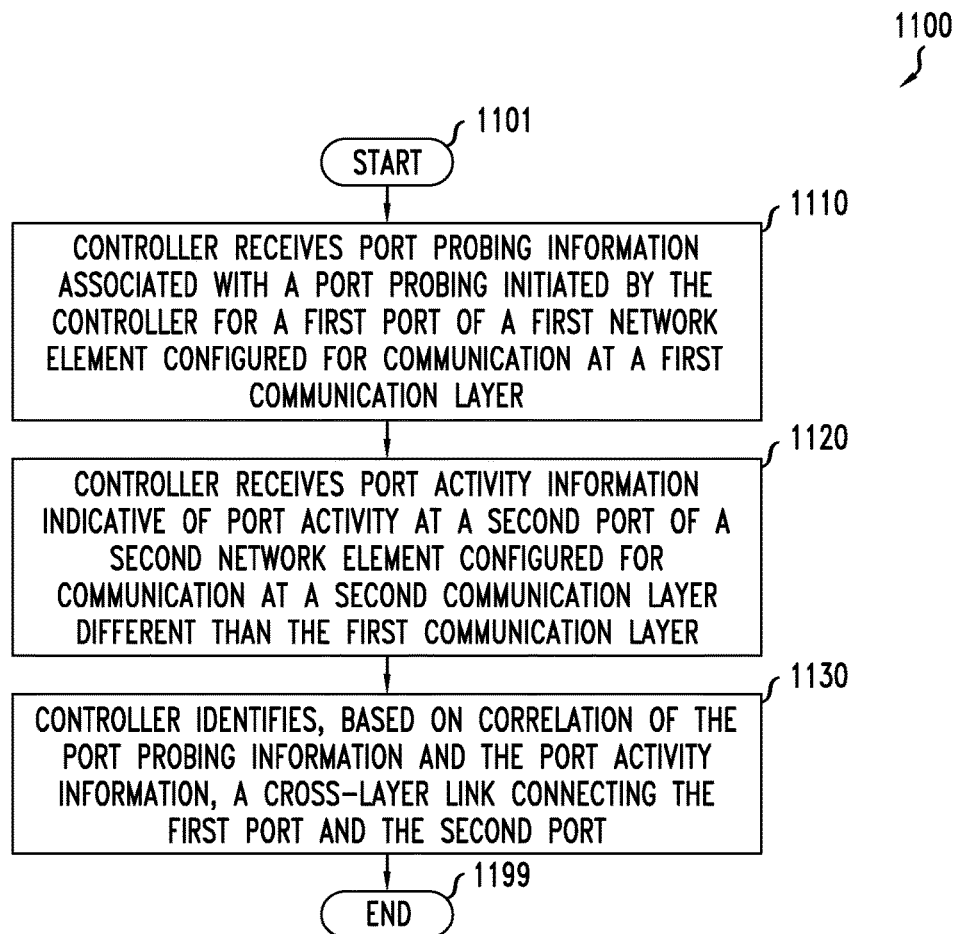 1100
1101
START
1110
CONTROLLER RECEIVES PORT PROBING INFORMATION
ASSOCIATED WITH A PORT PROBING INITIATED BY THE
CONTROLLER FOR A FIRST PORT OF A FIRST NETWORK
ELEMENT CONFIGURED FOR COMMUNICATION AT A FIRST
COMMUNICATION LAYER
1120
CONTROLLER RECEIVES PORT ACTIVITY INFORMATION
INDICATIVE OF PORT ACTIVITY AT A SECOND PORT OF A
SECOND NETWORK ELEMENT CONFIGURED FOR
COMMUNICATION AT A SECOND COMMUNICATION LAYER
DIFFERENT THAN THE FIRST COMMUNICATION LAYER
1130
CONTROLLER IDENTIFIES, BASED ON CORRELATION OF THE
PORT PROBING INFORMATION AND THE PORT ACTIVITY
INFORMATION, A CROSS-LAYER LINK CONNECTING THE
FIRST PORT AND THE SECOND PORT
1199
END